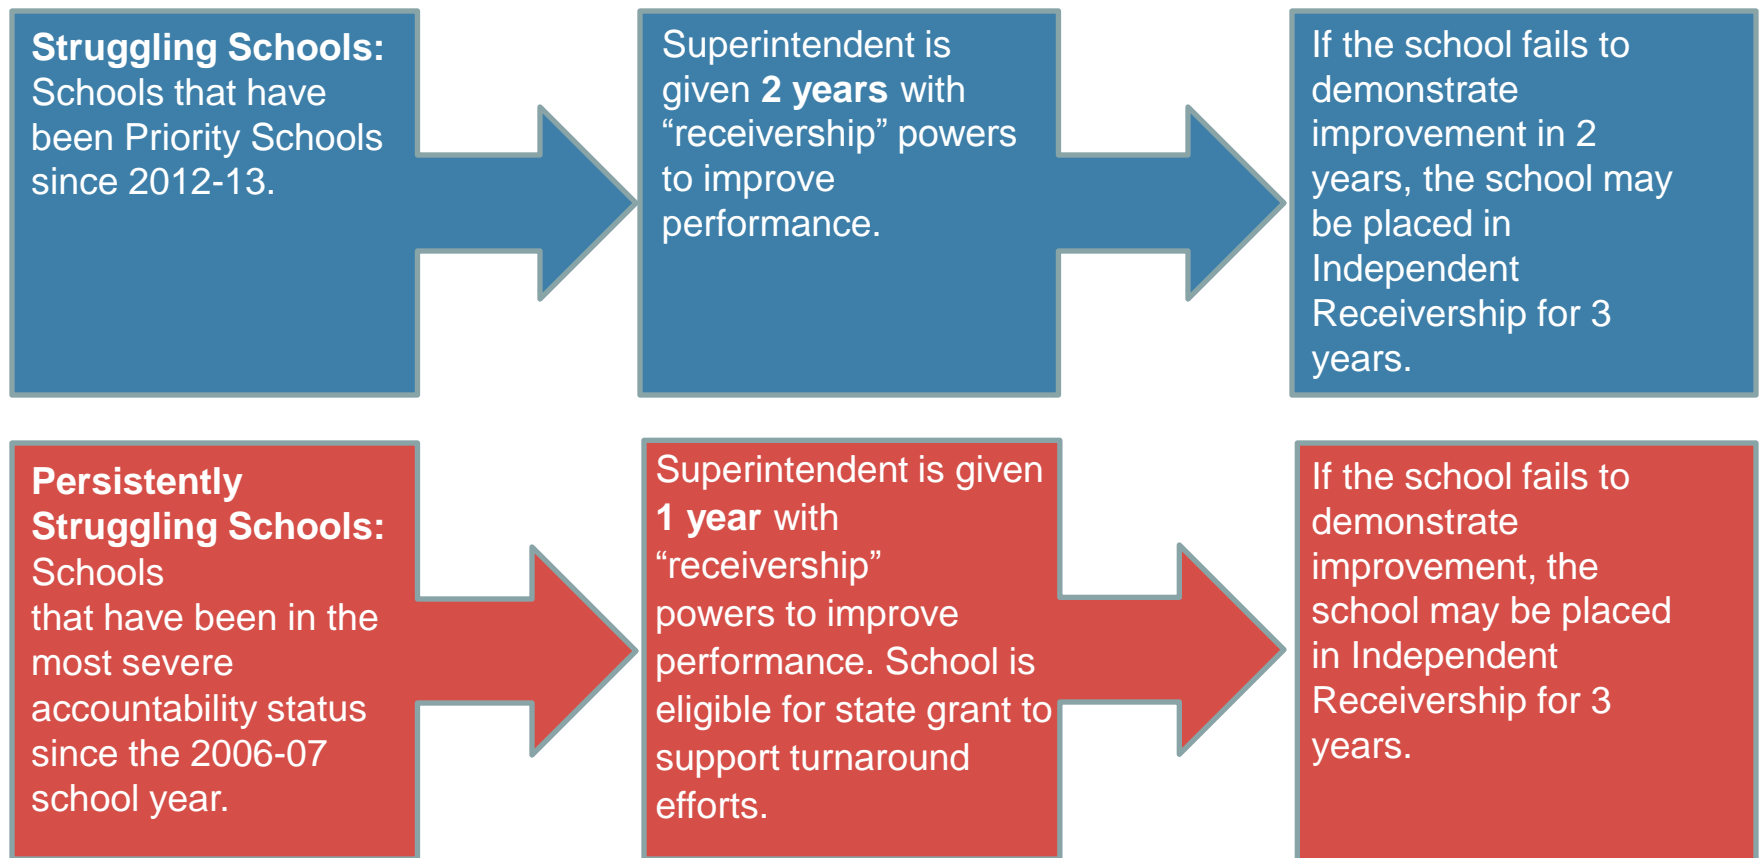 Struggling Schools:
Schools that have
been Priority Schools
since 2012-13.
Superintendent is
given 2 years with
“receivership” powers
to improve
performance.
If the school fails to
demonstrate
improvement in 2
years, the school may
be placed in
Independent
Receivership for 3
years.
Persistently
Struggling Schools:
Schools
that have been in the
most severe
accountability status
since the 2006-07
school year.
Superintendent is given
1 year with
“receivership”
powers to improve
performance. School is
eligible for state grant to
support turnaround
efforts.
If the school fails to
demonstrate
improvement, the
school may be placed
in Independent
Receivership for 3
years.